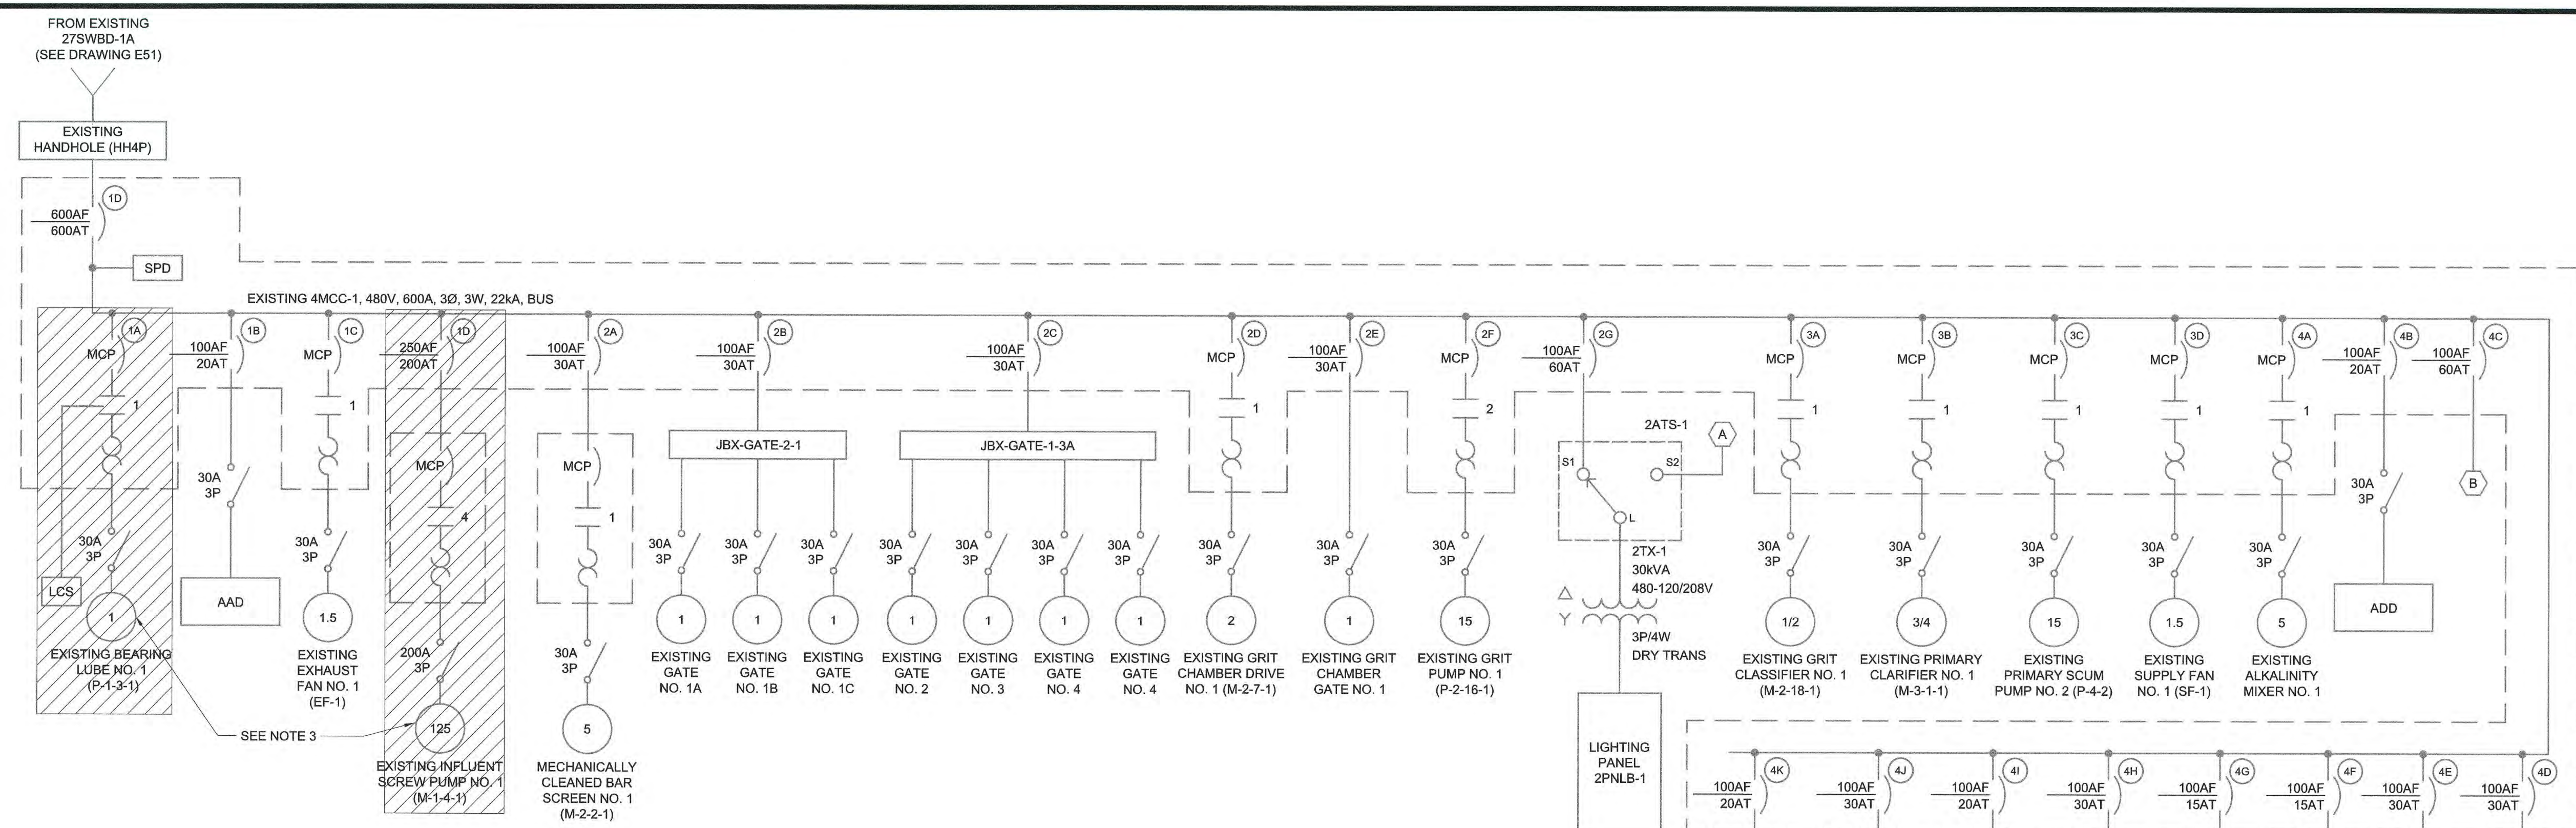 FROM EXISTING
27SWBD-1A
(SEE DRAWING E51)
EXISTING
HANDHOLE (HH4P)
1D
600AF
600AT
SPD
EXISTING 4MCC-1, 480V, 600A, 3Ø, 3W, 22kA, BUS
1A
MCP
1
30A
3P
LCS
1
EXISTING BEARING
LUBE NO. 1
(P-1-3-1)
1B
100AF
20AT
30A
3P
AAD
1C
MCP
1
30A
3P
1.5
EXISTING
EXHAUST
FAN NO. 1
(EF-1)
1D
250AF
200AT
MCP
4
200A
3P
125
EXISTING INFLUENT
SCREW PUMP NO. 1
(M-1-4-1)
SEE NOTE 3
2A
100AF
30AT
MCP
1
30A
3P
5
MECHANICALLY
CLEANED BAR
SCREEN NO. 1
(M-2-2-1)
2B
100AF
30AT
JBX-GATE-2-1
30A
3P
1
EXISTING
GATE
NO. 1A
30A
3P
1
EXISTING
GATE
NO. 1B
30A
3P
1
EXISTING
GATE
NO. 1C
2C
100AF
30AT
JBX-GATE-1-3A
30A
3P
1
EXISTING
GATE
NO. 2
30A
3P
1
EXISTING
GATE
NO. 3
30A
3P
1
EXISTING
GATE
NO. 4
30A
3P
1
EXISTING
GATE
NO. 4
2D
MCP
1
30A
3P
2
EXISTING GRIT
CHAMBER DRIVE
NO. 1 (M-2-7-1)
2E
100AF
30AT
30A
3P
1
EXISTING GRIT
CHAMBER
GATE NO. 1
2F
MCP
2
30A
3P
15
EXISTING GRIT
PUMP NO. 1
(P-2-16-1)
2G
100AF
60AT
2ATS-1
A
S1
S2
L
2TX-1
30kVA
480-120/208V
3P/4W
DRY TRANS
LIGHTING
PANEL
2PNLB-1
3A
MCP
1
30A
3P
1/2
EXISTING GRIT
CLASSIFIER NO. 1
(M-2-18-1)
3B
MCP
1
30A
3P
3/4
EXISTING PRIMARY
CLARIFIER NO. 1
(M-3-1-1)
3C
MCP
1
30A
3P
15
EXISTING
PRIMARY SCUM
PUMP NO. 2 (P-4-2)
3D
MCP
1
30A
3P
1.5
EXISTING
SUPPLY FAN
NO. 1 (SF-1)
4A
MCP
1
30A
3P
5
EXISTING
ALKALINITY
MIXER NO. 1
4B
100AF
20AT
30A
3P
ADD
4C
100AF
60AT
B
4K
100AF
20AT
4J
100AF
30AT
4I
100AF
20AT
4H
100AF
30AT
4G
100AF
15AT
4F
100AF
15AT
4E
100AF
30AT
4D
100AF
30AT